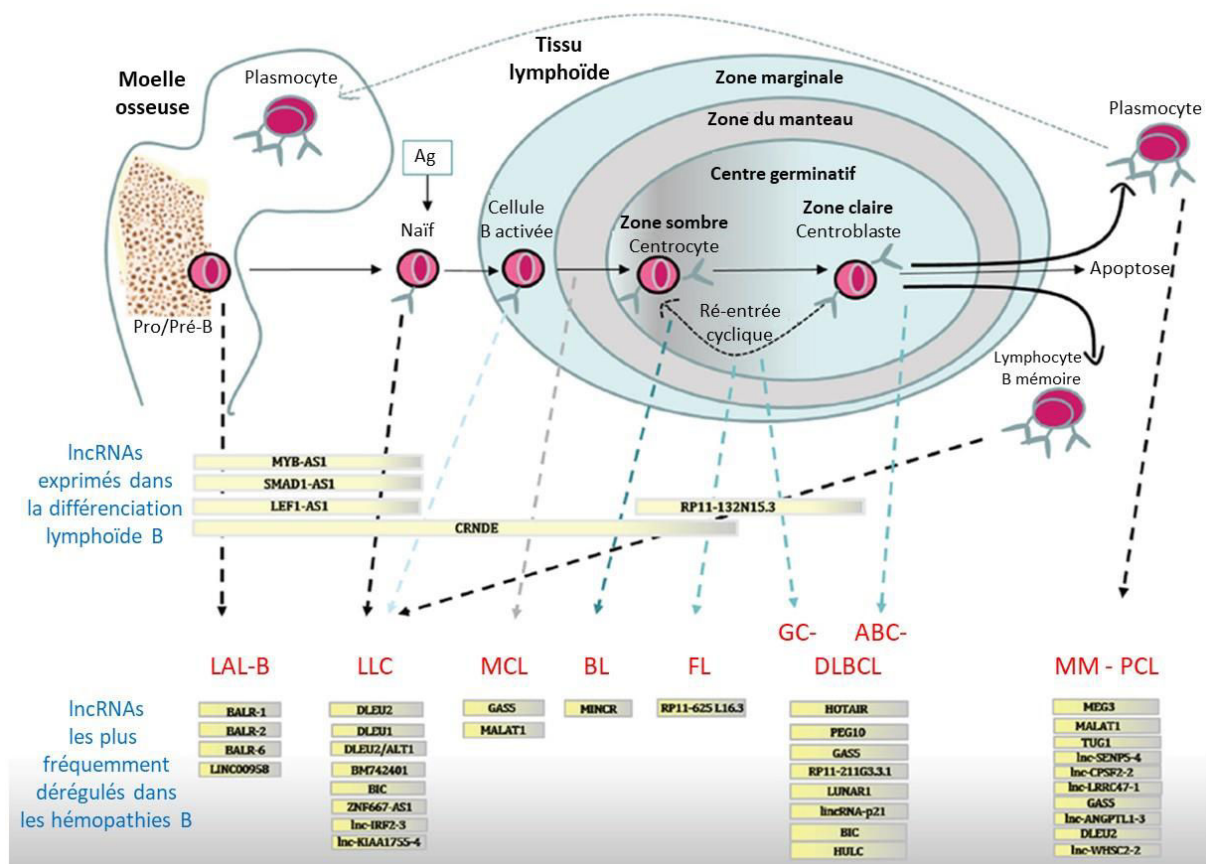 Moelle
osseuse
Plasmocyte
Tissu
lymphoïde
Zone marginale
Zone du manteau
Centre germinatif
Plasmocyte
Ag
Naïf
Cellule
B activée
Zone sombre
Centrocyte
Zone claire
Centroblaste
Apoptose
Pro/Pré-B
Ré-entrée
cyclique
Lymphocyte
B mémoire
lncRNAs
exprimés dans
la différenciation
lymphoïde B
MYB-AS1
SMAD1-AS1
LEF1-AS1
RP11-132N15.3
CRNDE
GC-
ABC-
LAL-B
LLC
MCL
BL
FL
DLBCL
MM - PCL
lncRNAs
les plus
fréquemment
dérégulés dans
les hémopathies B
BALR-1
BALR-2
BALR-6
LINC00958
DLEU2
DLEU1
DLEU2/ALT1
BM742401
BIC
ZNF667-AS1
lnc-IRF2-3
lnc-KIAA1755-4
GAS5
MALAT1
MINCR
RP11-625 L16.3
HOTAIR
PEG10
GAS5
RP11-211G3.3.1
LUNAR1
lincRNA-p21
BIC
HULC
MEG3
MALAT1
TUG1
lnc-SENP5-4
lnc-CPSF2-2
lnc-LRRC47-1
GAS5
lnc-ANGPTL1-3
DLEU2
lnc-WHSC2-2